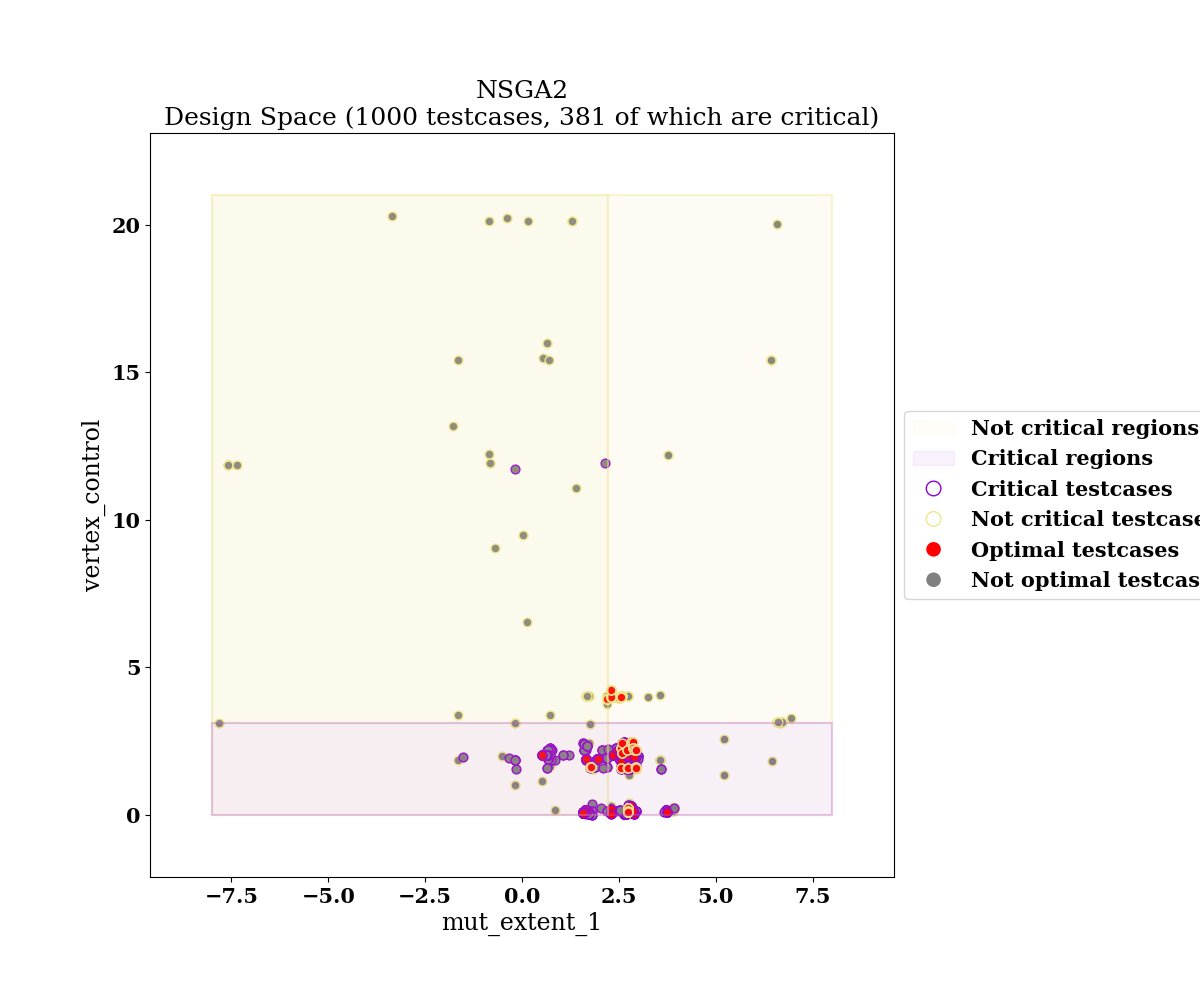 NSGA2
Design Space (1000 testcases, 381 of which are critical)
vertex_control
20
15
10
5
0
−7.5 −5.0 −2.5 0.0 2.5 5.0 7.5
mut_extent_1
Not critical regions
Critical regions
Critical testcases
Not critical testcase
Optimal testcases
Not optimal testcas